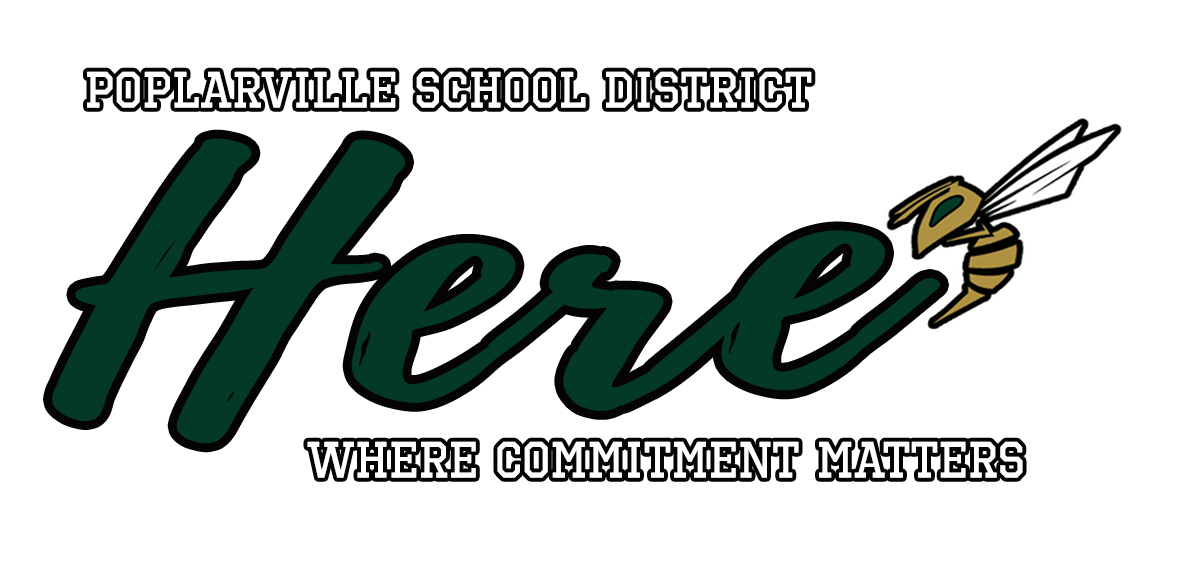 POPLARVILLE SCHOOL DISTRICT
Here
WHERE COMMITMENT MATTERS